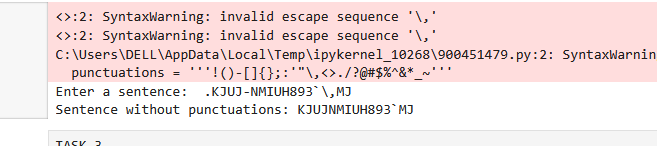 <>:2: SyntaxWarning: invalid escape sequence '\,'
<>:2: SyntaxWarning: invalid escape sequence '\,'
C:\Users\DELL\AppData\Local\Temp\ipykernel_10268\900451479.py:2: SyntaxWarnin
  punctuations = '''!()-[]{};:'"\,<>./?@#$%^&*_~'''
Enter a sentence:  .KJUJ-NMIUH893`\,MJ
Sentence without punctuations: KJUJNMIUH893`MJ
TASK 3